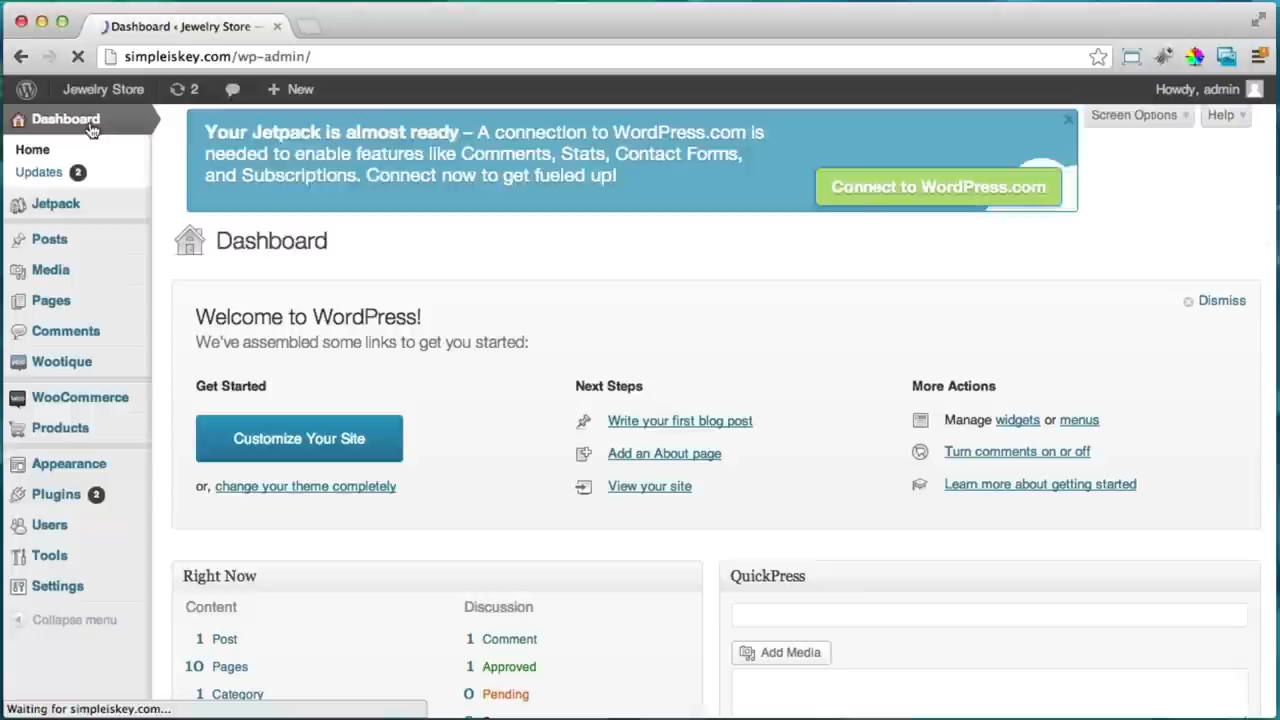 Dashboard ‹ Jewelry Store —
simpleiskey.com/wp-admin/
Jewelry Store 2 New Howdy, admin
Dashboard
Home
Updates 2
Jetpack
Posts
Media
Pages
Comments
Wootique
WooCommerce
Products
Appearance
Plugins 2
Users
Tools
Settings
Collapse menu
Your Jetpack is almost ready – A connection to WordPress.com is
needed to enable features like Comments, Stats, Contact Forms,
and Subscriptions. Connect now to get fueled up!
Connect to WordPress.com
Screen Options Help
Dashboard
Dismiss
Welcome to WordPress!
We've assembled some links to get you started:
Get Started
Customize Your Site
or, change your theme completely
Next Steps
Write your first blog post
Add an About page
View your site
More Actions
Manage widgets or menus
Turn comments on or off
Learn more about getting started
Right Now
Content
1 Post
10 Pages
1 Category
Discussion
1 Comment
1 Approved
0 Pending
QuickPress
Add Media
Waiting for simpleiskey.com...